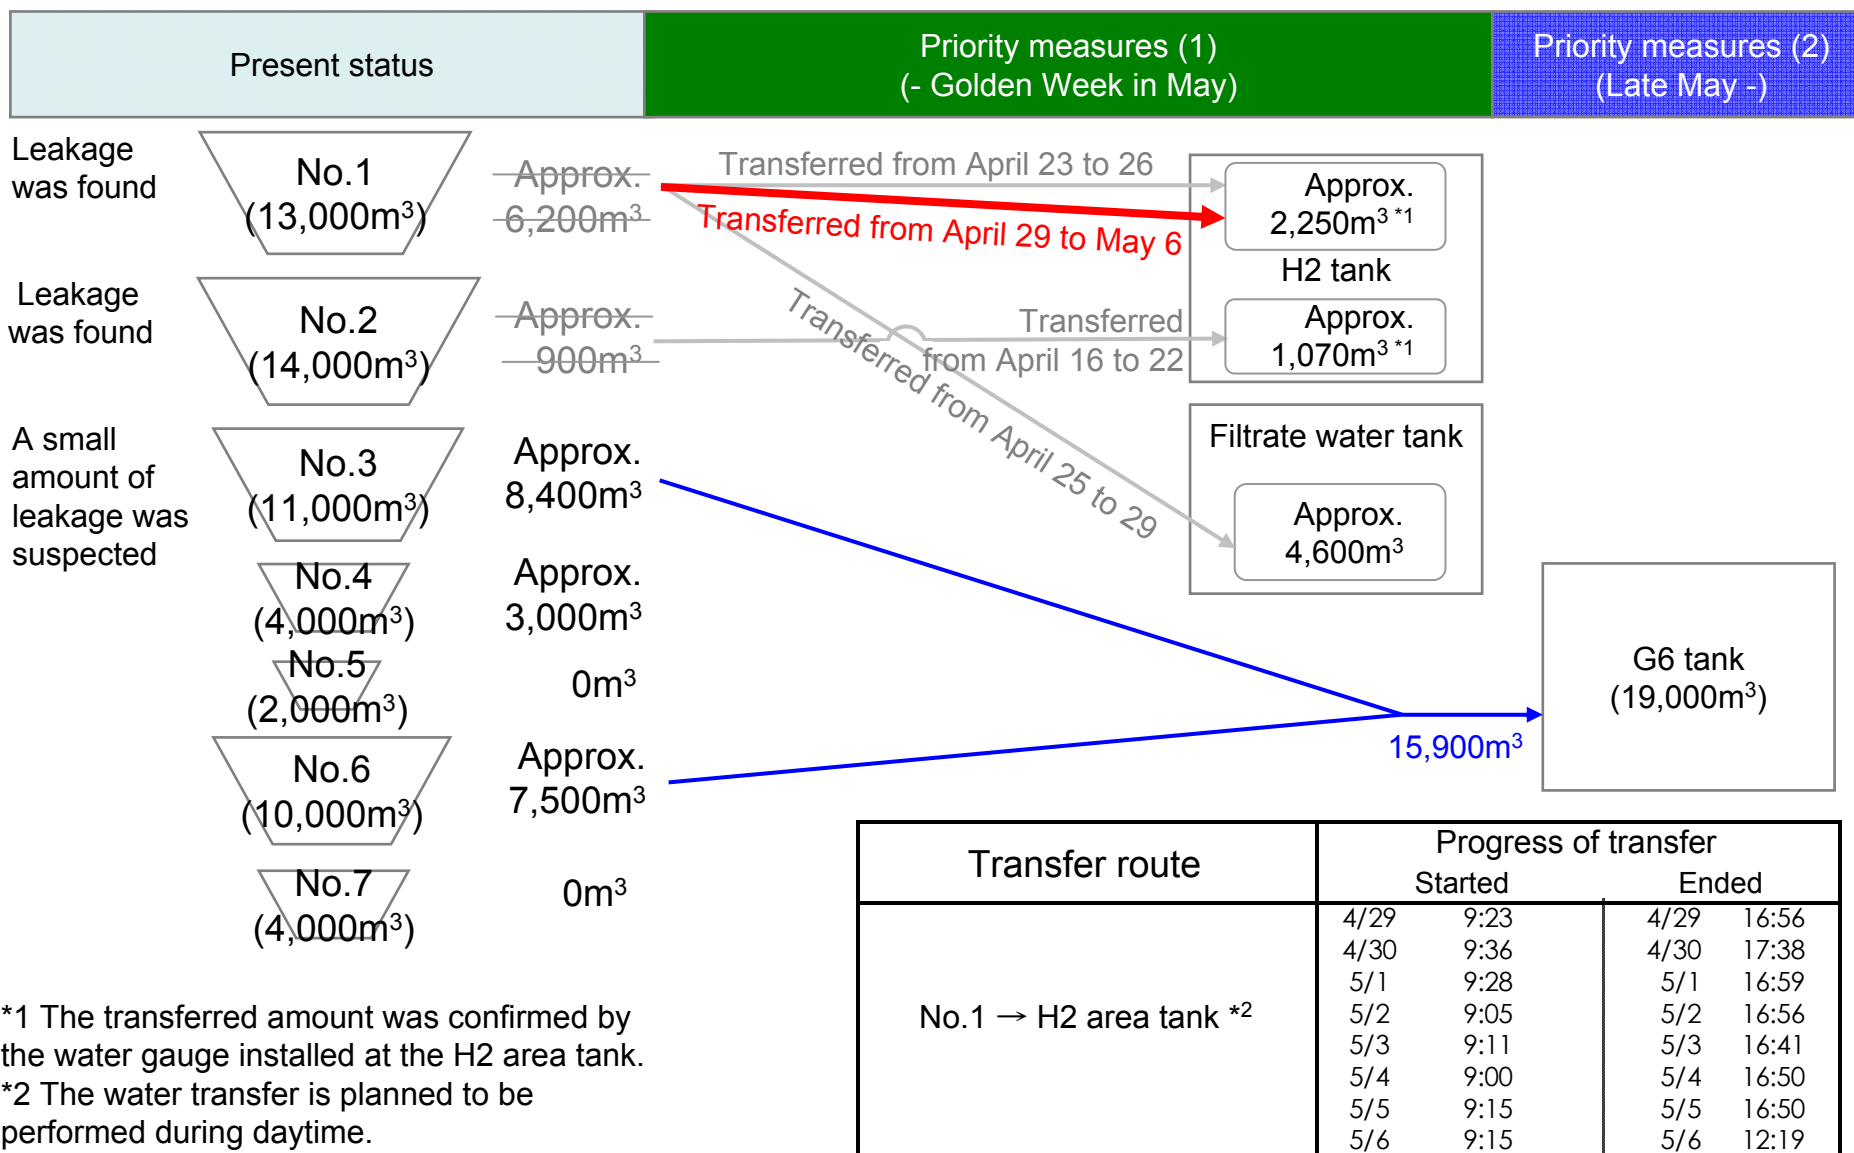 Present status
Priority measures (1)
(- Golden Week in May)
Priority measures (2)
(Late May -)
Leakage
was found
No.1
(13,000m³)
Approx.
6,200m³
Transferred from April 23 to 26
Transferred from April 29 to May 6
Approx.
2,250m³ *1
H2 tank
Leakage
was found
No.2
(14,000m³)
Approx.
900m³
Transferred
from April 16 to 22
Approx.
1,070m³ *1
Transferred from April 25 to 29
A small
amount of
leakage was
suspected
No.3
(11,000m³)
Approx.
8,400m³
Filtrate water tank
Approx.
4,600m³
No.4
(4,000m³)
Approx.
3,000m³
No.5
(2,000m³)
0m³
G6 tank
(19,000m³)
15,900m³
No.6
(10,000m³)
Approx.
7,500m³
No.7
(4,000m³)
0m³
Transfer route
Progress of transfer
Started Ended
No.1 → H2 area tank *2
4/29 9:23 4/29 16:56
4/30 9:36 4/30 17:38
5/1 9:28 5/1 16:59
5/2 9:05 5/2 16:56
5/3 9:11 5/3 16:41
5/4 9:00 5/4 16:50
5/5 9:15 5/5 16:50
5/6 9:15 5/6 12:19
*1 The transferred amount was confirmed by
the water gauge installed at the H2 area tank.
*2 The water transfer is planned to be
performed during daytime.